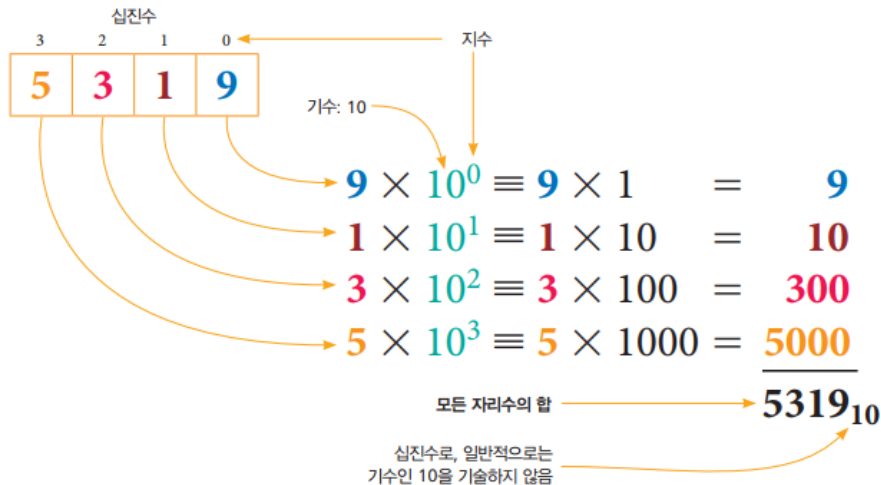 십진수
3 2 1 0
지수
5 3 1 9
기수: 10
9 × 10⁰ ≡ 9 × 1 = 9
1 × 10¹ ≡ 1 × 10 = 10
3 × 10² ≡ 3 × 100 = 300
5 × 10³ ≡ 5 × 1000 = 5000
모든 자리수의 합
5319₁₀
십진수로, 일반적으로는
기수인 10을 기술하지 않음